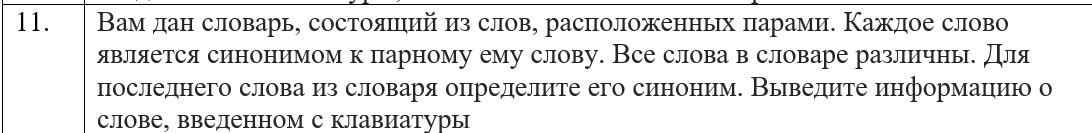 11. Вам дан словарь, состоящий из слов, расположенных парами. Каждое слово
является синонимом к парному ему слову. Все слова в словаре различны. Для
последнего слова из словаря определите его синоним. Выведите информацию о
слове, введенном с клавиатуры